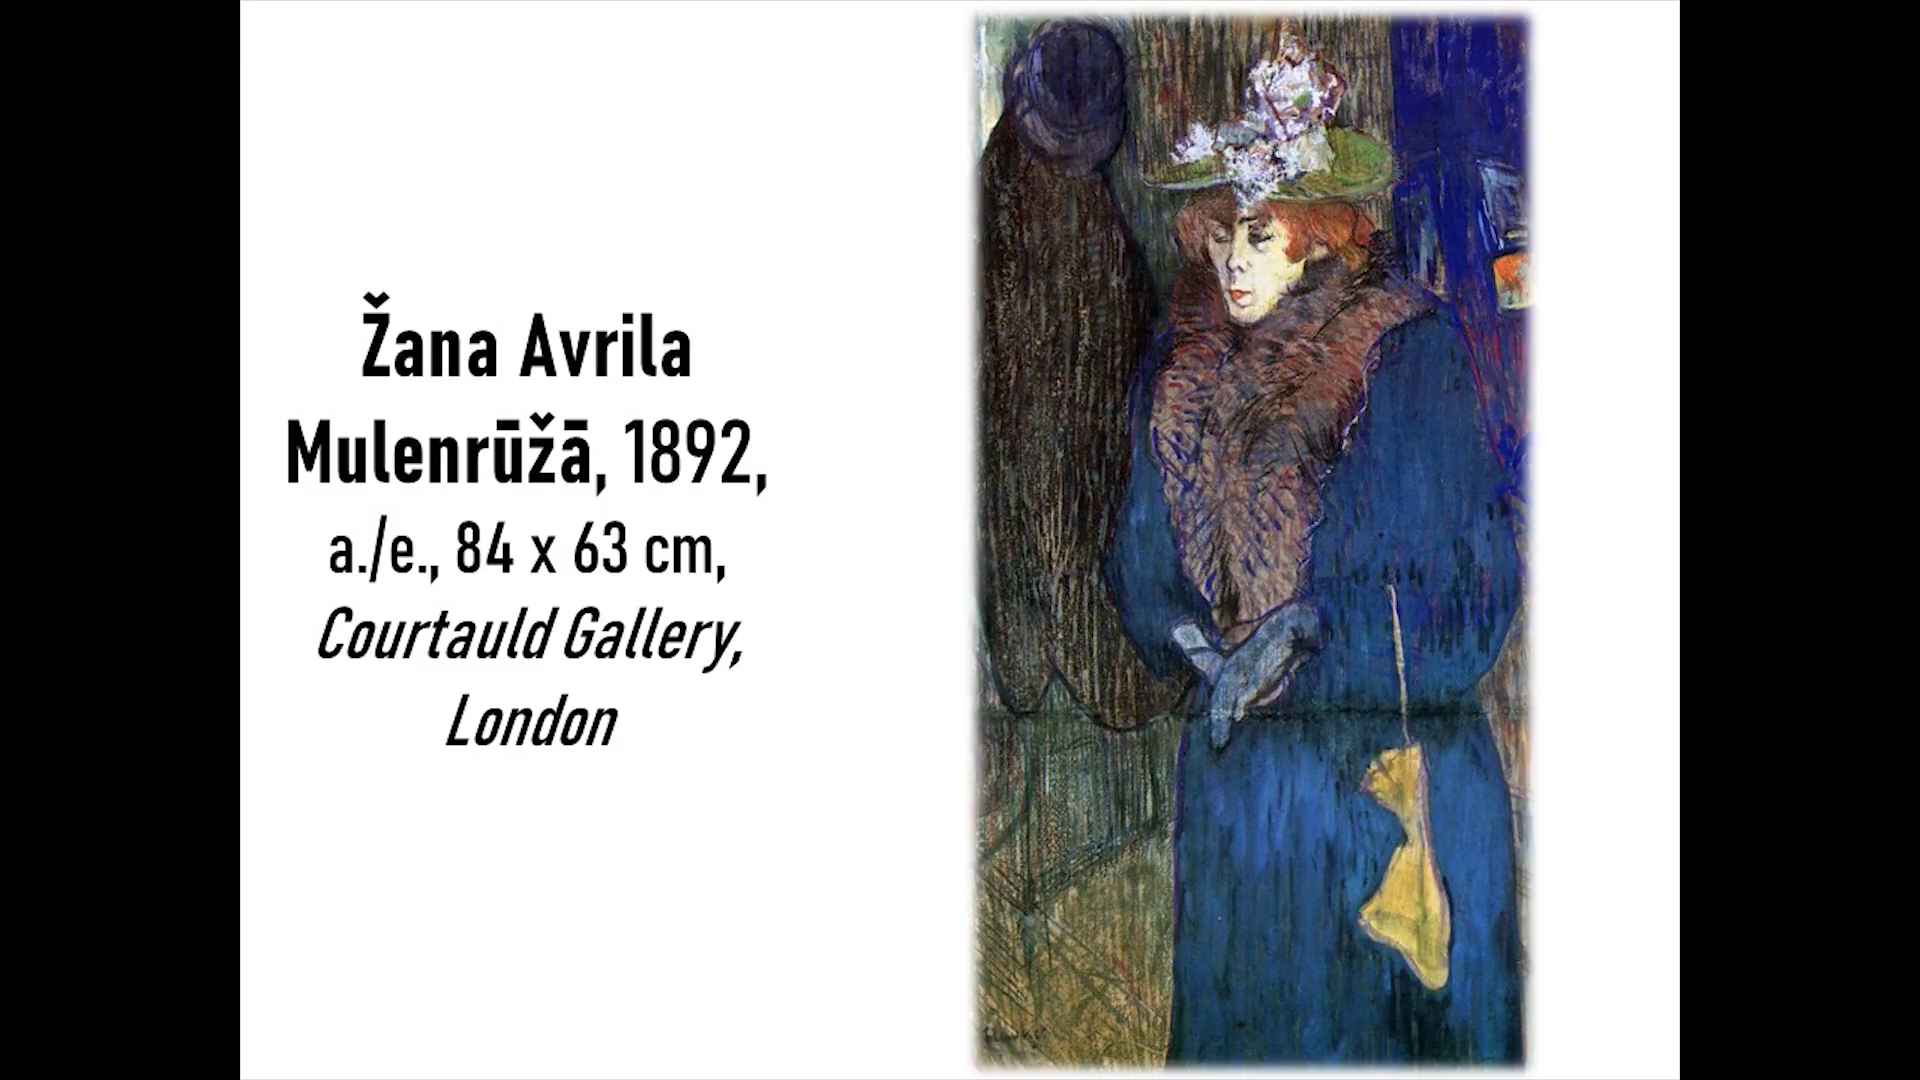 Žana Avrila
Mulenrūžā, 1892,
a./e., 84 x 63 cm,
Courtauld Gallery,
London